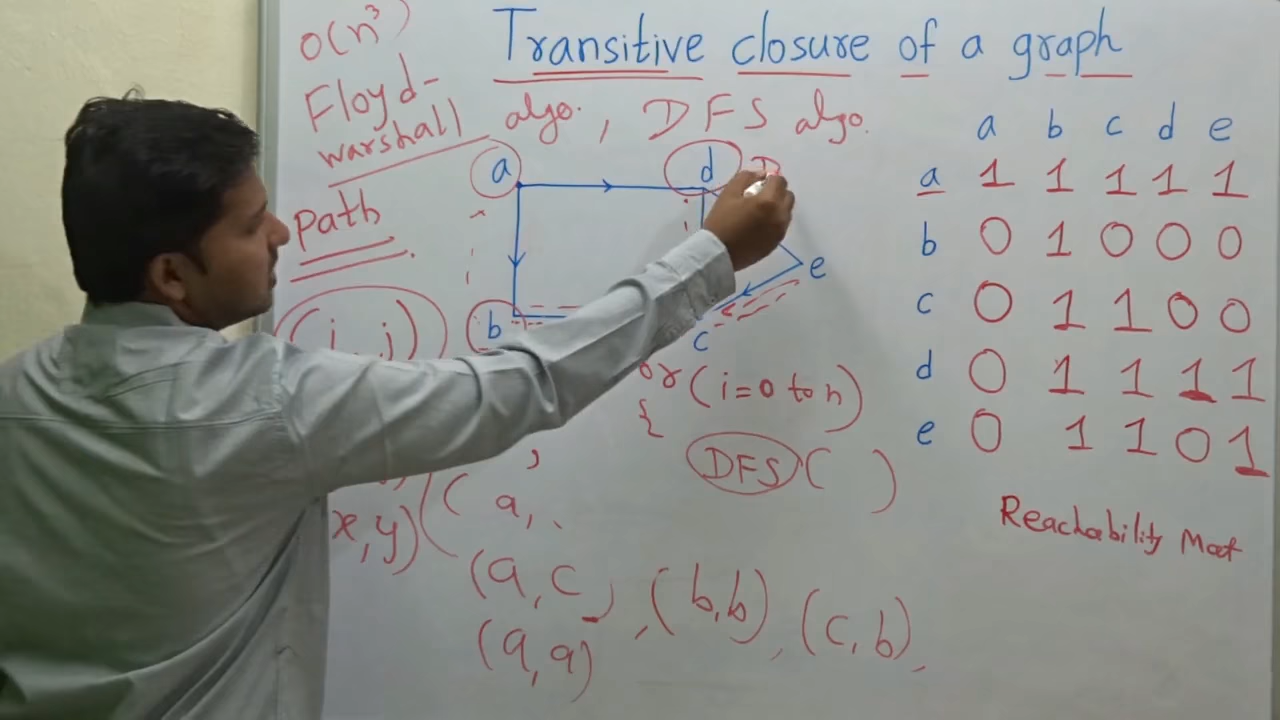 Transitive closure of a graph
O(n³)
Floyd-
warshall algo., DFS algo.
Path
(i, j)
a d D
b c e
or (i=0 to n)
{
DFS( )
x,y)
( a,
(a,c), (b,b), (c,b),
(a,a)
a b c d e
a 1 1 1 1 1
b 0 1 0 0 0
c 0 1 1 0 0
d 0 1 1 1 1
e 0 1 1 0 1
Reachability Mat